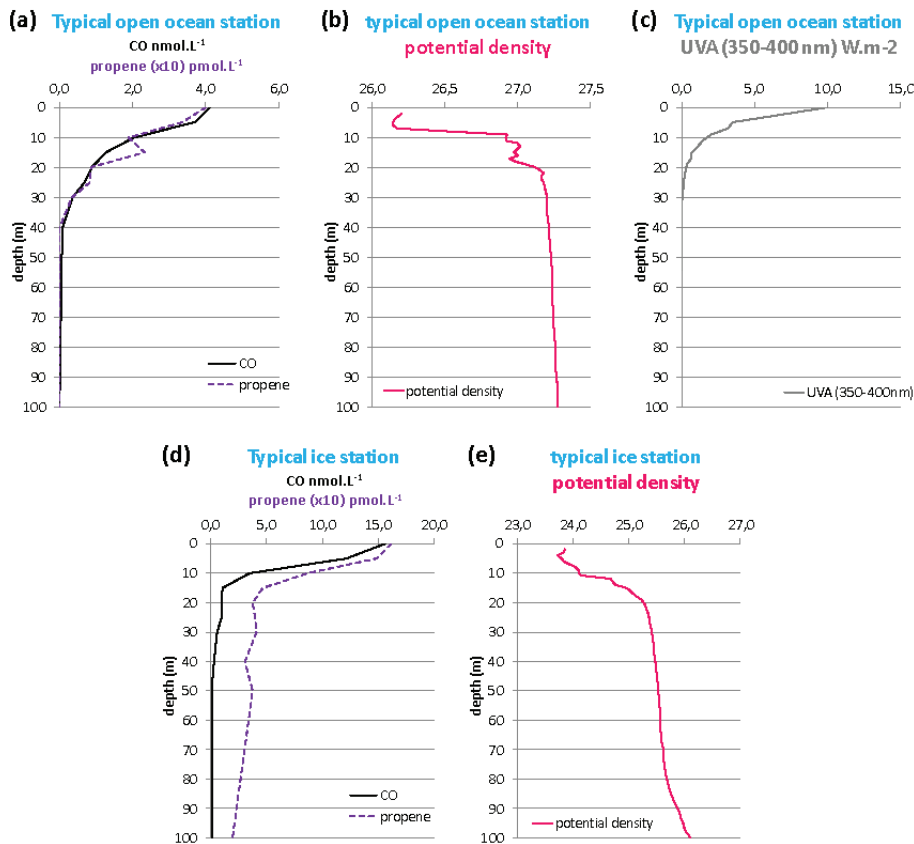 (a)
Typical open ocean station
CO nmol.L-1
propene (x10) pmol.L-1
0,0 2,0 4,0 6,0
0
10
20
30
40
50
60
70
80
90
100
depth (m)
CO
propene
(b)
typical open ocean station
potential density
26,0 26,5 27,0 27,5
0
10
20
30
40
50
60
70
80
90
100
depth (m)
potential density
(c)
Typical open ocean station
UVA (350-400 nm) W.m-2
0,0 5,0 10,0 15,0
0
10
20
30
40
50
60
70
80
90
100
depth (m)
UVA (350-400nm)
(d)
Typical ice station
CO nmol.L-1
propene (x10) pmol.L-1
0,0 5,0 10,0 15,0 20,0
0
10
20
30
40
50
60
70
80
90
100
depth (m)
CO
propene
(e)
typical ice station
potential density
23,0 24,0 25,0 26,0 27,0
0
10
20
30
40
50
60
70
80
90
100
depth (m)
potential density